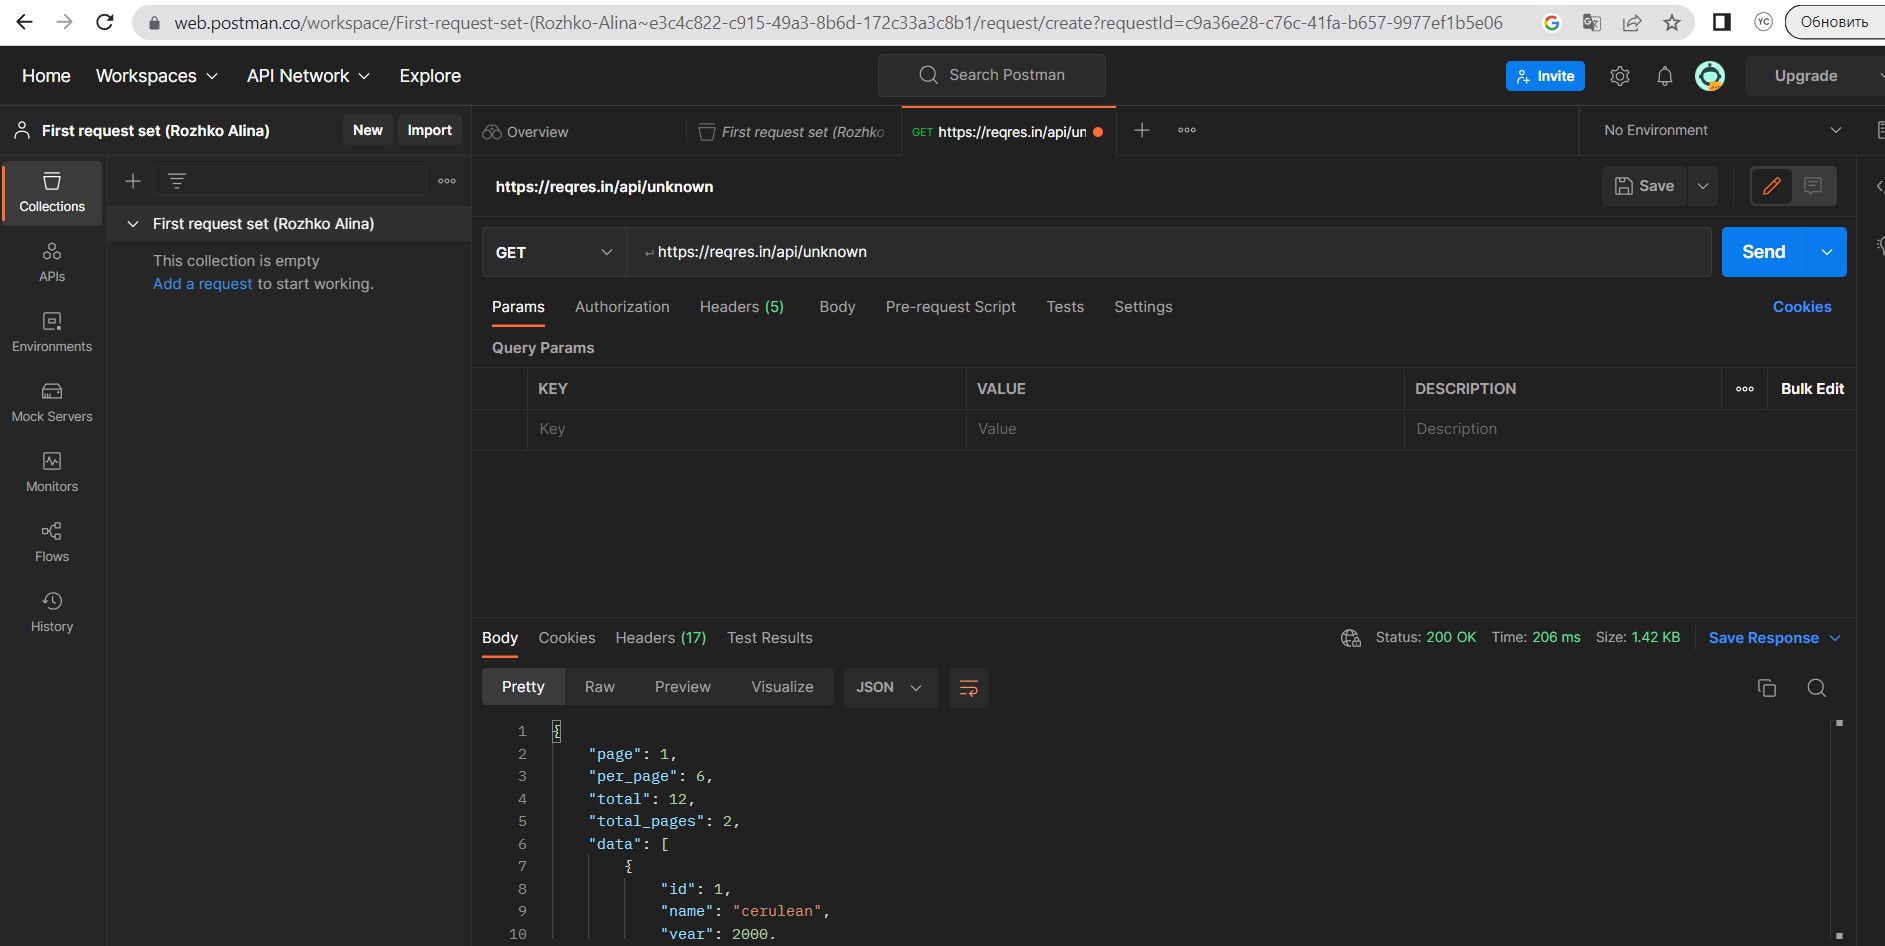 web.postman.co/workspace/First-request-set-(Rozhko-Alina~e3c4c822-c915-49a3-8b6d-172c33a3c8b1/request/create?requestId=c9a36e28-c76c-41fa-b657-9977ef1b5e06
YC
Обновить
Home
Workspaces
API Network
Explore
Search Postman
Invite
Upgrade
First request set (Rozhko Alina)
New
Import
Overview
First request set (Rozhko
GET https://reqres.in/api/un
No Environment
Collections
APIs
Environments
Mock Servers
Monitors
Flows
History
First request set (Rozhko Alina)
This collection is empty
Add a request to start working.
https://reqres.in/api/unknown
Save
GET
https://reqres.in/api/unknown
Send
Params
Authorization
Headers (5)
Body
Pre-request Script
Tests
Settings
Cookies
Query Params
KEY
VALUE
DESCRIPTION
Bulk Edit
Key
Value
Description
Body
Cookies
Headers (17)
Test Results
Status: 200 OK
Time: 206 ms
Size: 1.42 KB
Save Response
Pretty
Raw
Preview
Visualize
JSON
1 {
2 "page": 1,
3 "per_page": 6,
4 "total": 12,
5 "total_pages": 2,
6 "data": [
7 {
8 "id": 1,
9 "name": "cerulean",
10 "year": 2000,